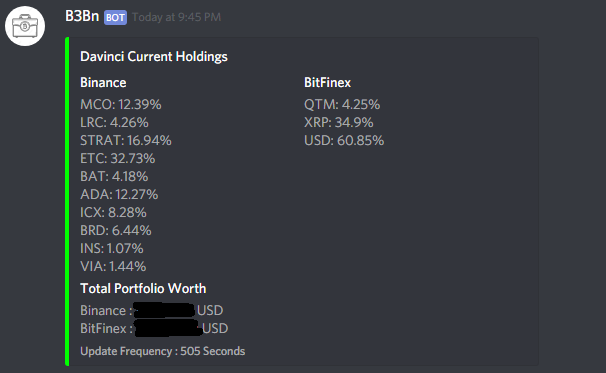 B3Bn BOT Today at 9:45 PM
Davinci Current Holdings
Binance
MCO: 12.39%
LRC: 4.26%
STRAT: 16.94%
ETC: 32.73%
BAT: 4.18%
ADA: 12.27%
ICX: 8.28%
BRD: 6.44%
INS: 1.07%
VIA: 1.44%
BitFinex
QTM: 4.25%
XRP: 34.9%
USD: 60.85%
Total Portfolio Worth
Binance : USD
BitFinex : USD
Update Frequency : 505 Seconds